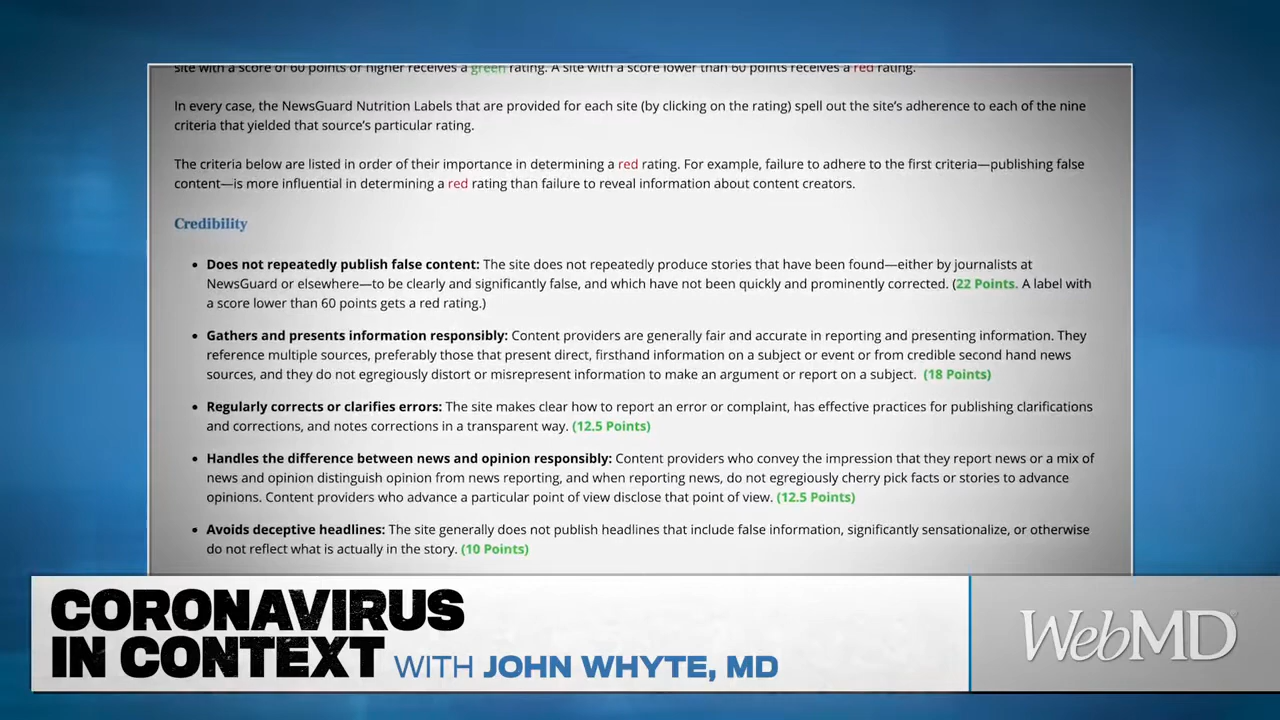 site with a score of 60 points or higher receives a green rating. A site with a score lower than 60 points receives a red rating.
In every case, the NewsGuard Nutrition Labels that are provided for each site (by clicking on the rating) spell out the site's adherence to each of the nine
criteria that yielded that source's particular rating.
The criteria below are listed in order of their importance in determining a red rating. For example, failure to adhere to the first criteria—publishing false
content—is more influential in determining a red rating than failure to reveal information about content creators.
Credibility
• Does not repeatedly publish false content: The site does not repeatedly produce stories that have been found—either by journalists at
NewsGuard or elsewhere—to be clearly and significantly false, and which have not been quickly and prominently corrected. (22 Points. A label with
a score lower than 60 points gets a red rating.)
• Gathers and presents information responsibly: Content providers are generally fair and accurate in reporting and presenting information. They
reference multiple sources, preferably those that present direct, firsthand information on a subject or event or from credible second hand news
sources, and they do not egregiously distort or misrepresent information to make an argument or report on a subject. (18 Points)
• Regularly corrects or clarifies errors: The site makes clear how to report an error or complaint, has effective practices for publishing clarifications
and corrections, and notes corrections in a transparent way. (12.5 Points)
• Handles the difference between news and opinion responsibly: Content providers who convey the impression that they report news or a mix of
news and opinion distinguish opinion from news reporting, and when reporting news, do not egregiously cherry pick facts or stories to advance
opinions. Content providers who advance a particular point of view disclose that point of view. (12.5 Points)
• Avoids deceptive headlines: The site generally does not publish headlines that include false information, significantly sensationalize, or otherwise
do not reflect what is actually in the story. (10 Points)
CORONAVIRUS
IN CONTEXT WITH JOHN WHYTE, MD
WebMD